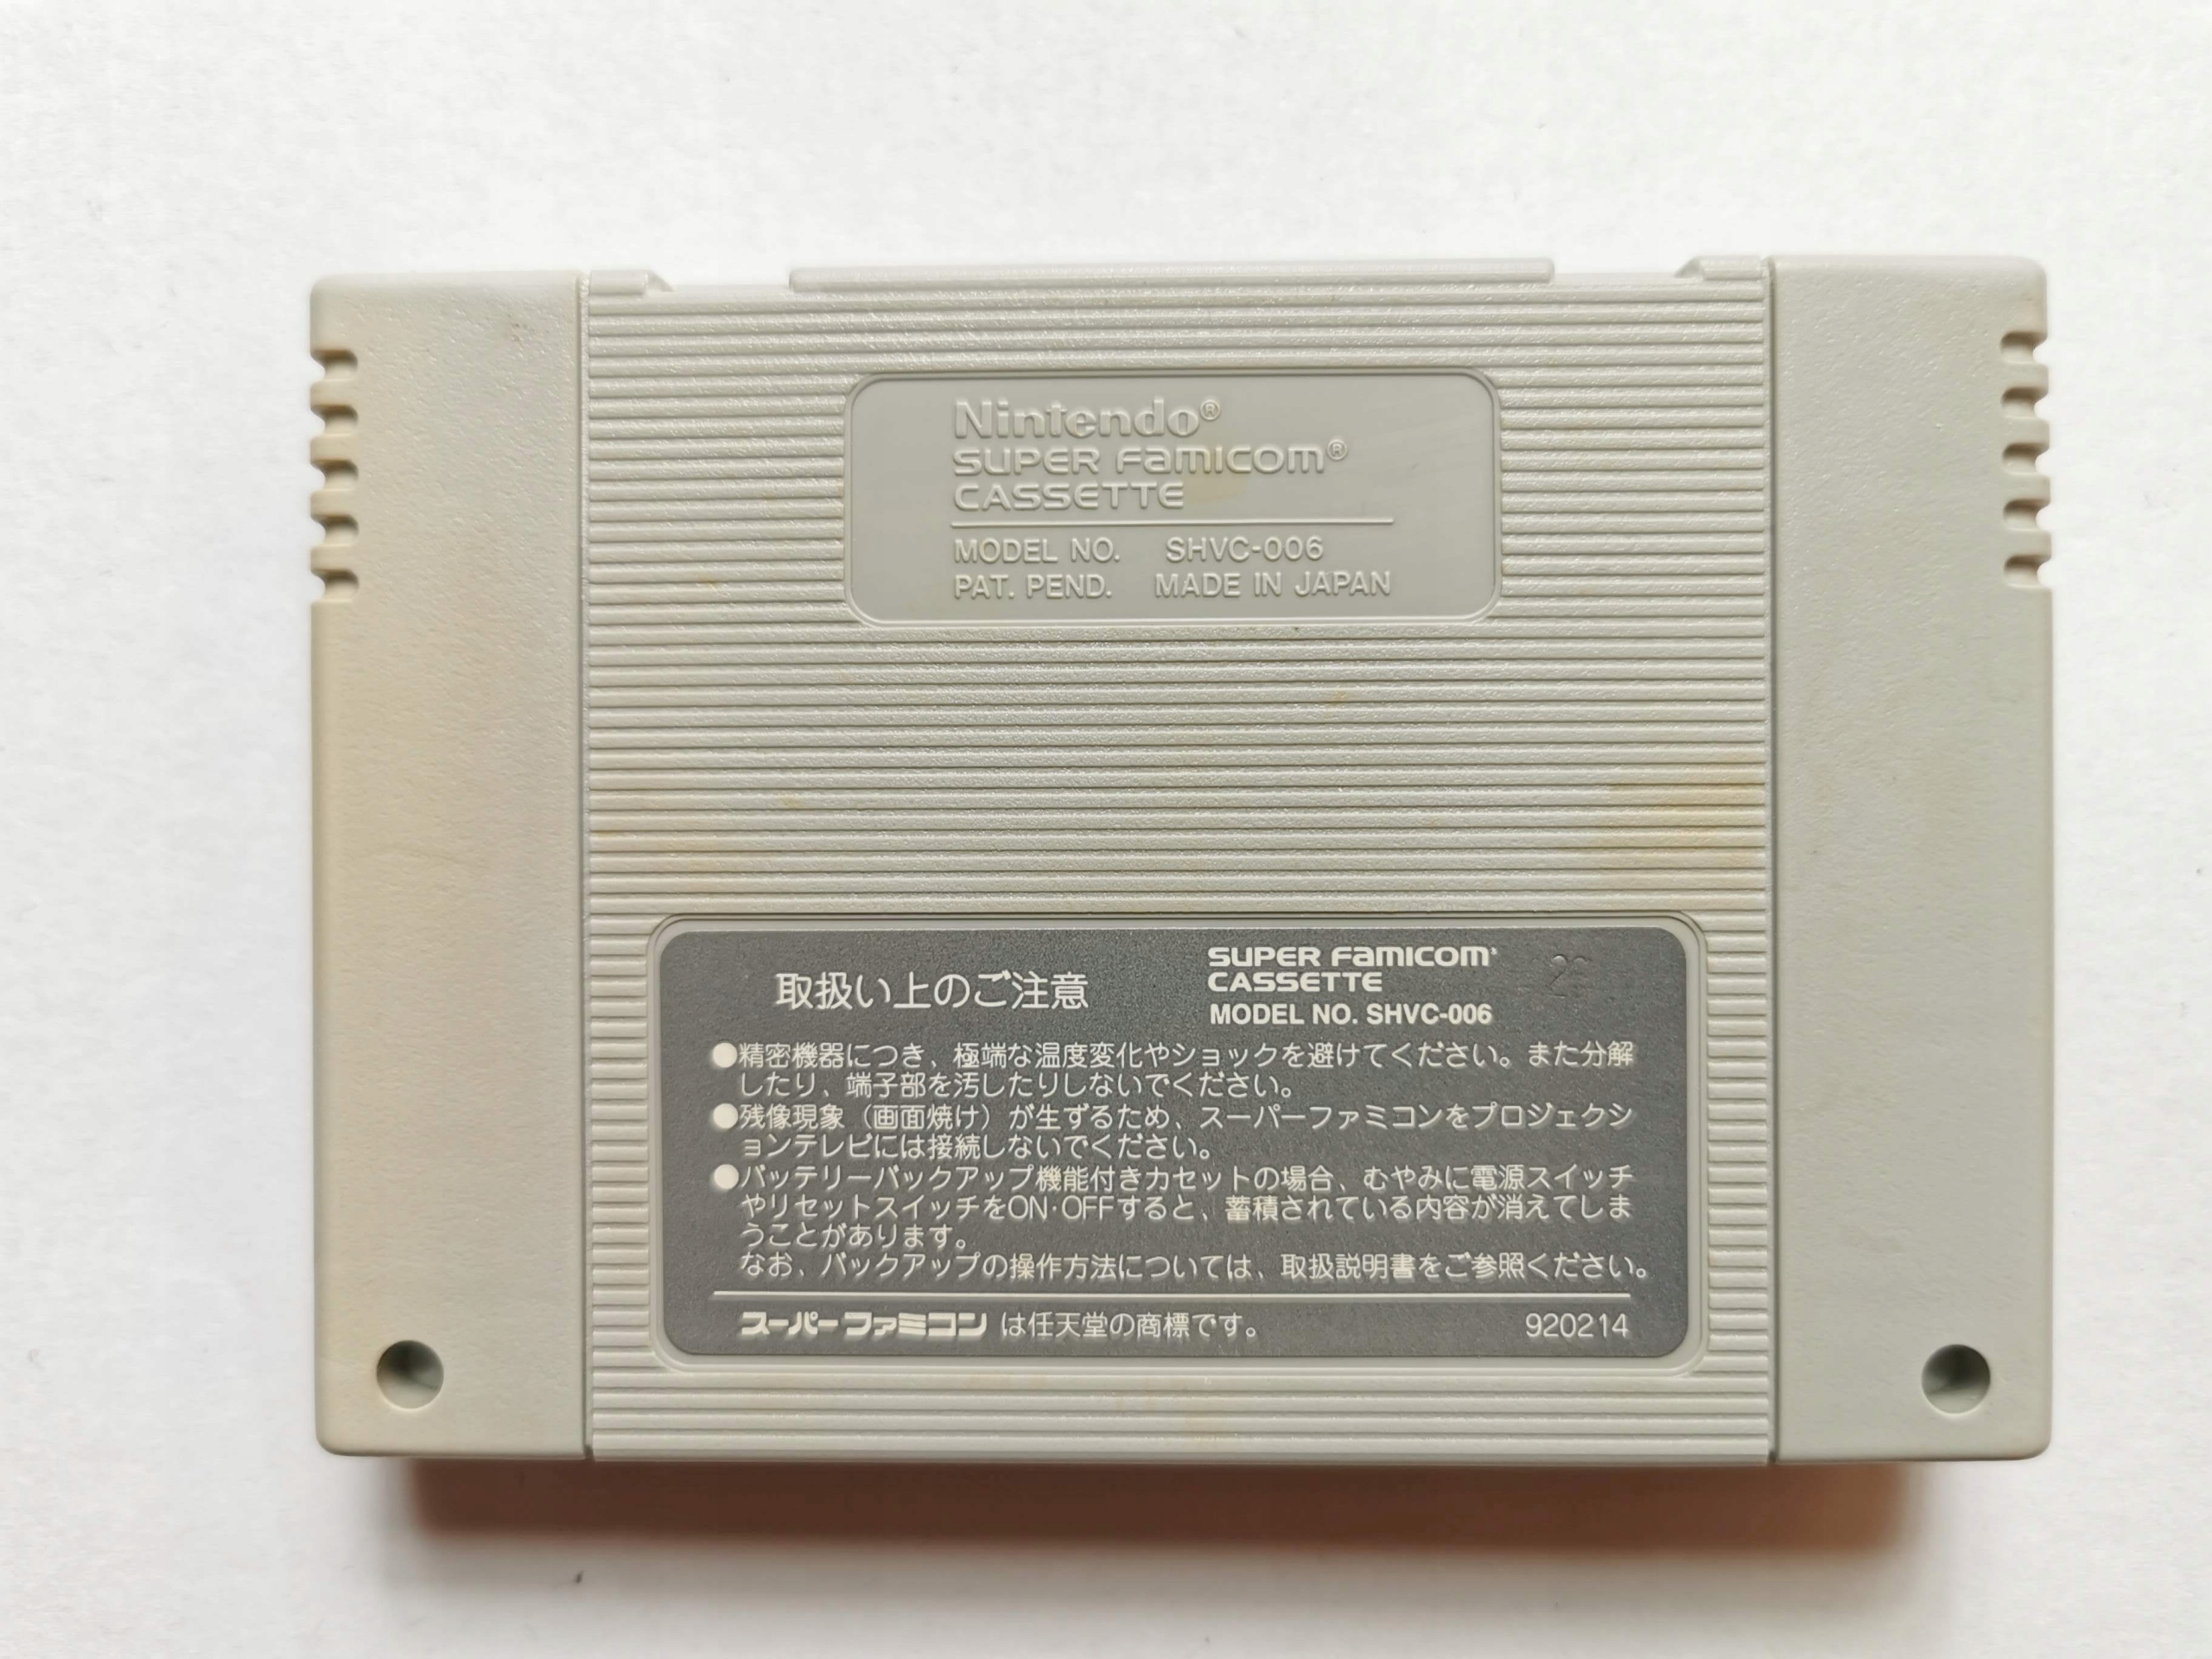 Nintendo®
SUPER FAMICOM®
CASSETTE
MODEL NO. SHVC-006
PAT. PEND. MADE IN JAPAN
取扱い上のご注意
SUPER FAMICOM
CASSETTE
MODEL NO. SHVC-006
●精密機器につき、極端な温度変化やショックを避けてください。また分解
したり、端子部を汚したりしないでください。
●残像現象（画面焼け）が生ずるため、スーパーファミコンをプロジェクシ
ョンテレビには接続しないでください。
●バッテリーバックアップ機能付きカセットの場合、むやみに電源スイッチ
やリセットスイッチをON·OFFすると、蓄積されている内容が消えてしま
うことがあります。
なお、バックアップの操作方法については、取扱説明書をご参照ください。
スーパーファミコン は任天堂の商標です。 920214